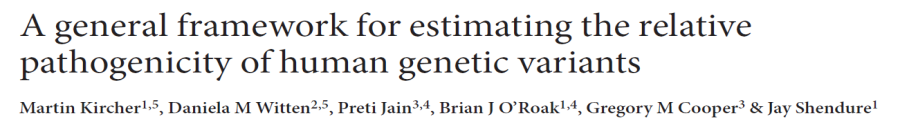 A general framework for estimating the relative
pathogenicity of human genetic variants
Martin Kircher1,5, Daniela M Witten2,5, Preti Jain3,4, Brian J O’Roak1,4, Gregory M Cooper3 & Jay Shendure1